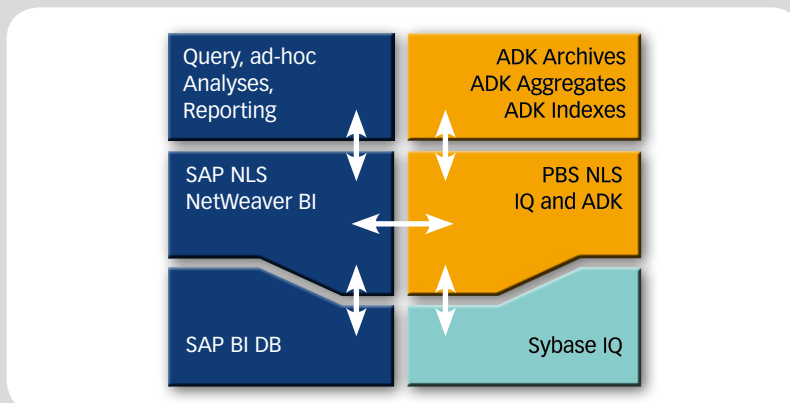 Query, ad-hoc
Analyses,
Reporting
ADK Archives
ADK Aggregates
ADK Indexes
SAP NLS
NetWeaver BI
PBS NLS
IQ and ADK
SAP BI DB
Sybase IQ